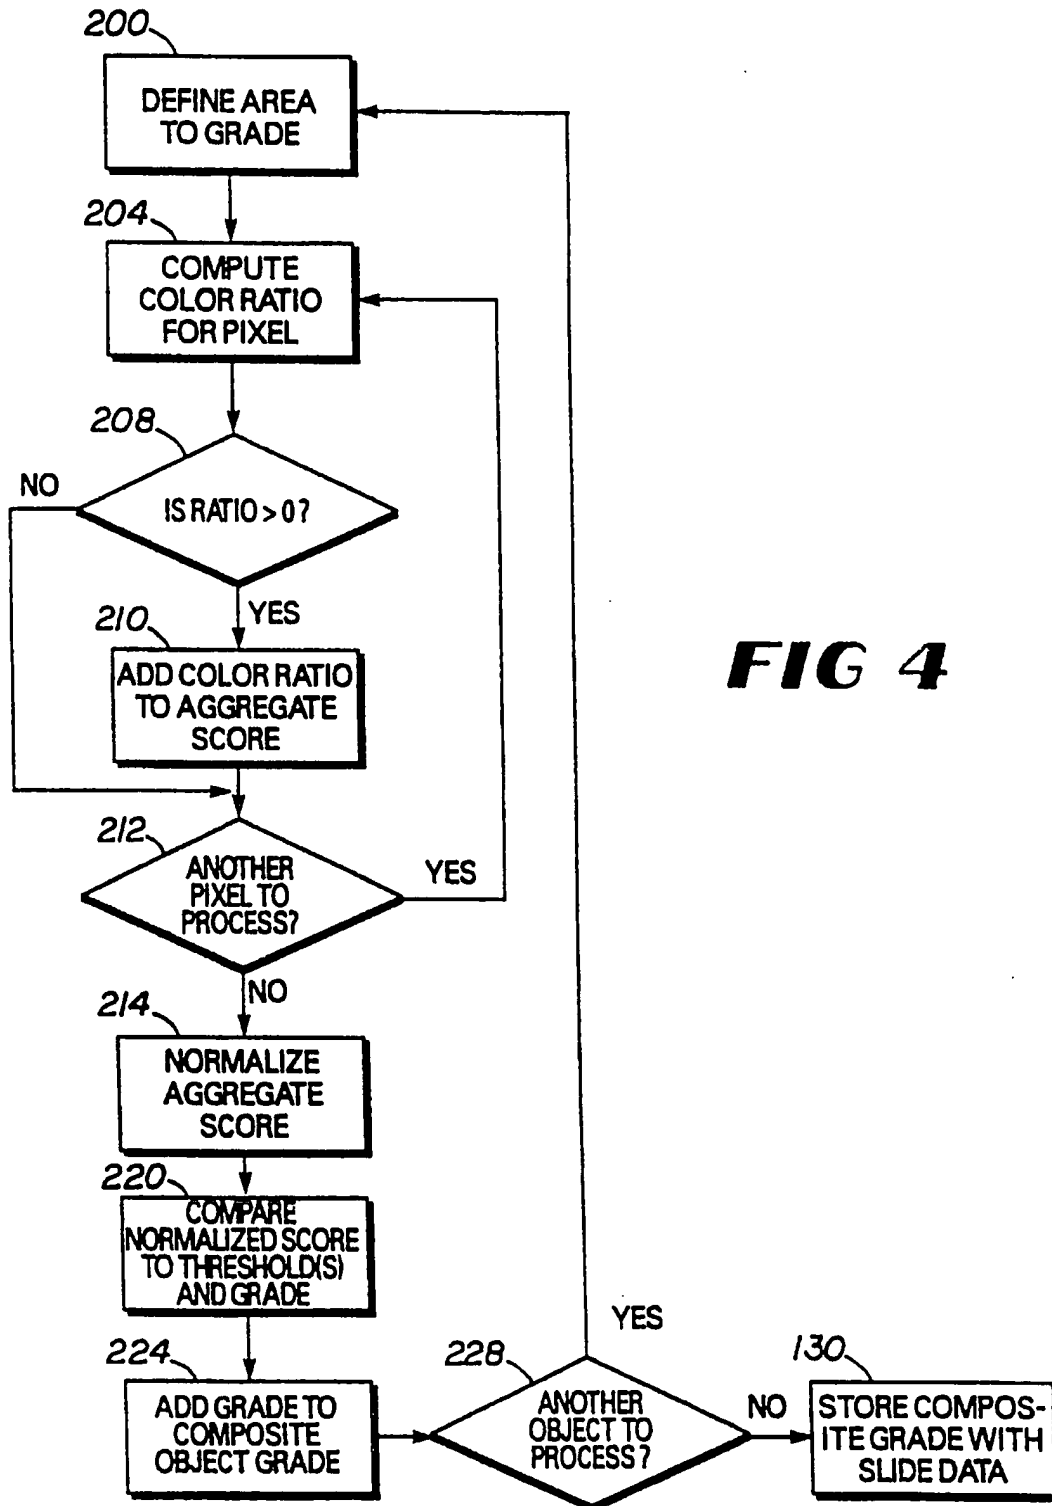 200
DEFINE AREA
TO GRADE
204
COMPUTE
COLOR RATIO
FOR PIXEL
208
NO
IS RATIO > 0?
YES
210
ADD COLOR RATIO
TO AGGREGATE
SCORE
FIG 4
212
ANOTHER
PIXEL TO
PROCESS?
YES
NO
214
NORMALIZE
AGGREGATE
SCORE
220
COMPARE
NORMALIZED SCORE
TO THRESHOLD(S)
AND GRADE
224
ADD GRADE TO
COMPOSITE
OBJECT GRADE
228
YES
ANOTHER
OBJECT TO
PROCESS?
NO
130
STORE COMPOS-
ITE GRADE WITH
SLIDE DATA